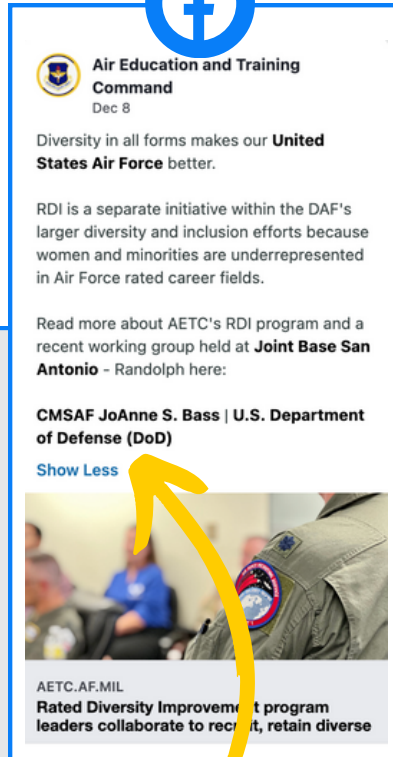 Air Education and Training
Command
Dec 8
Diversity in all forms makes our United
States Air Force better.
RDI is a separate initiative within the DAF's
larger diversity and inclusion efforts because
women and minorities are underrepresented
in Air Force rated career fields.
Read more about AETC's RDI program and a
recent working group held at Joint Base San
Antonio - Randolph here:
CMSAF JoAnne S. Bass | U.S. Department
of Defense (DoD)
Show Less
AETC.AF.MIL
Rated Diversity Improvement program
leaders collaborate to recruit, retain diverse